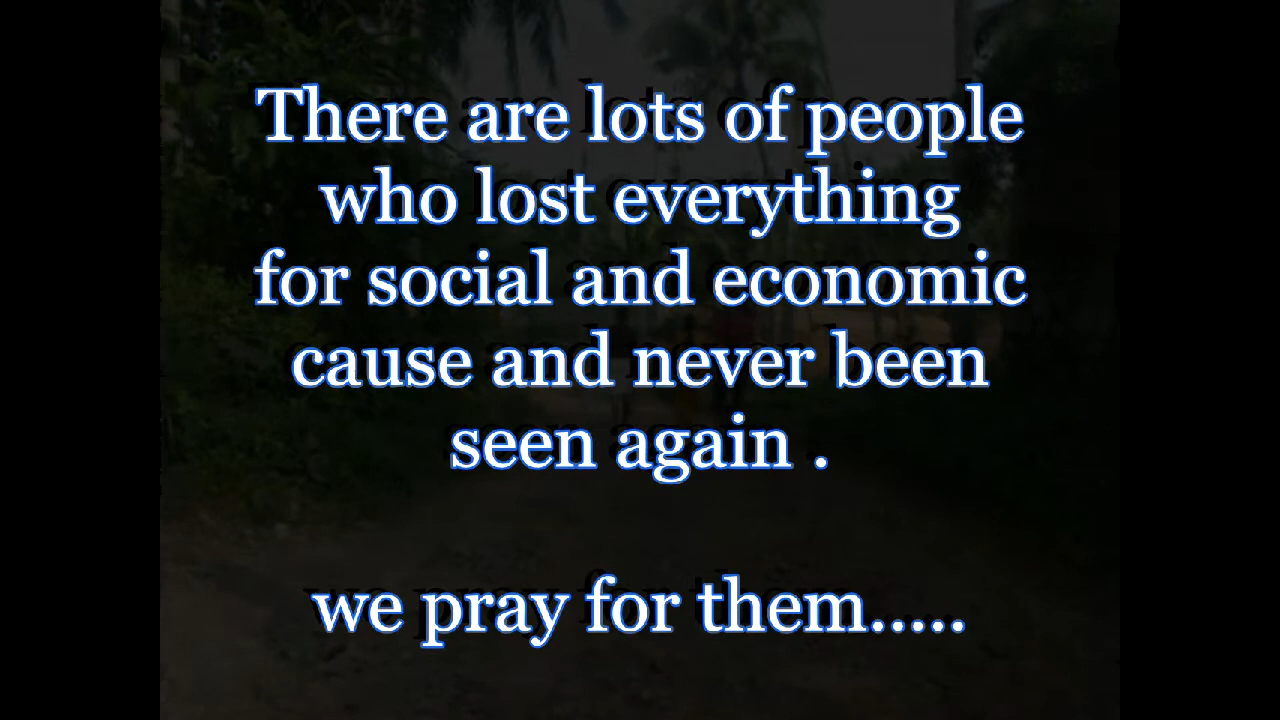 There are lots of people
who lost everything
for social and economic
cause and never been
seen again .
we pray for them.....